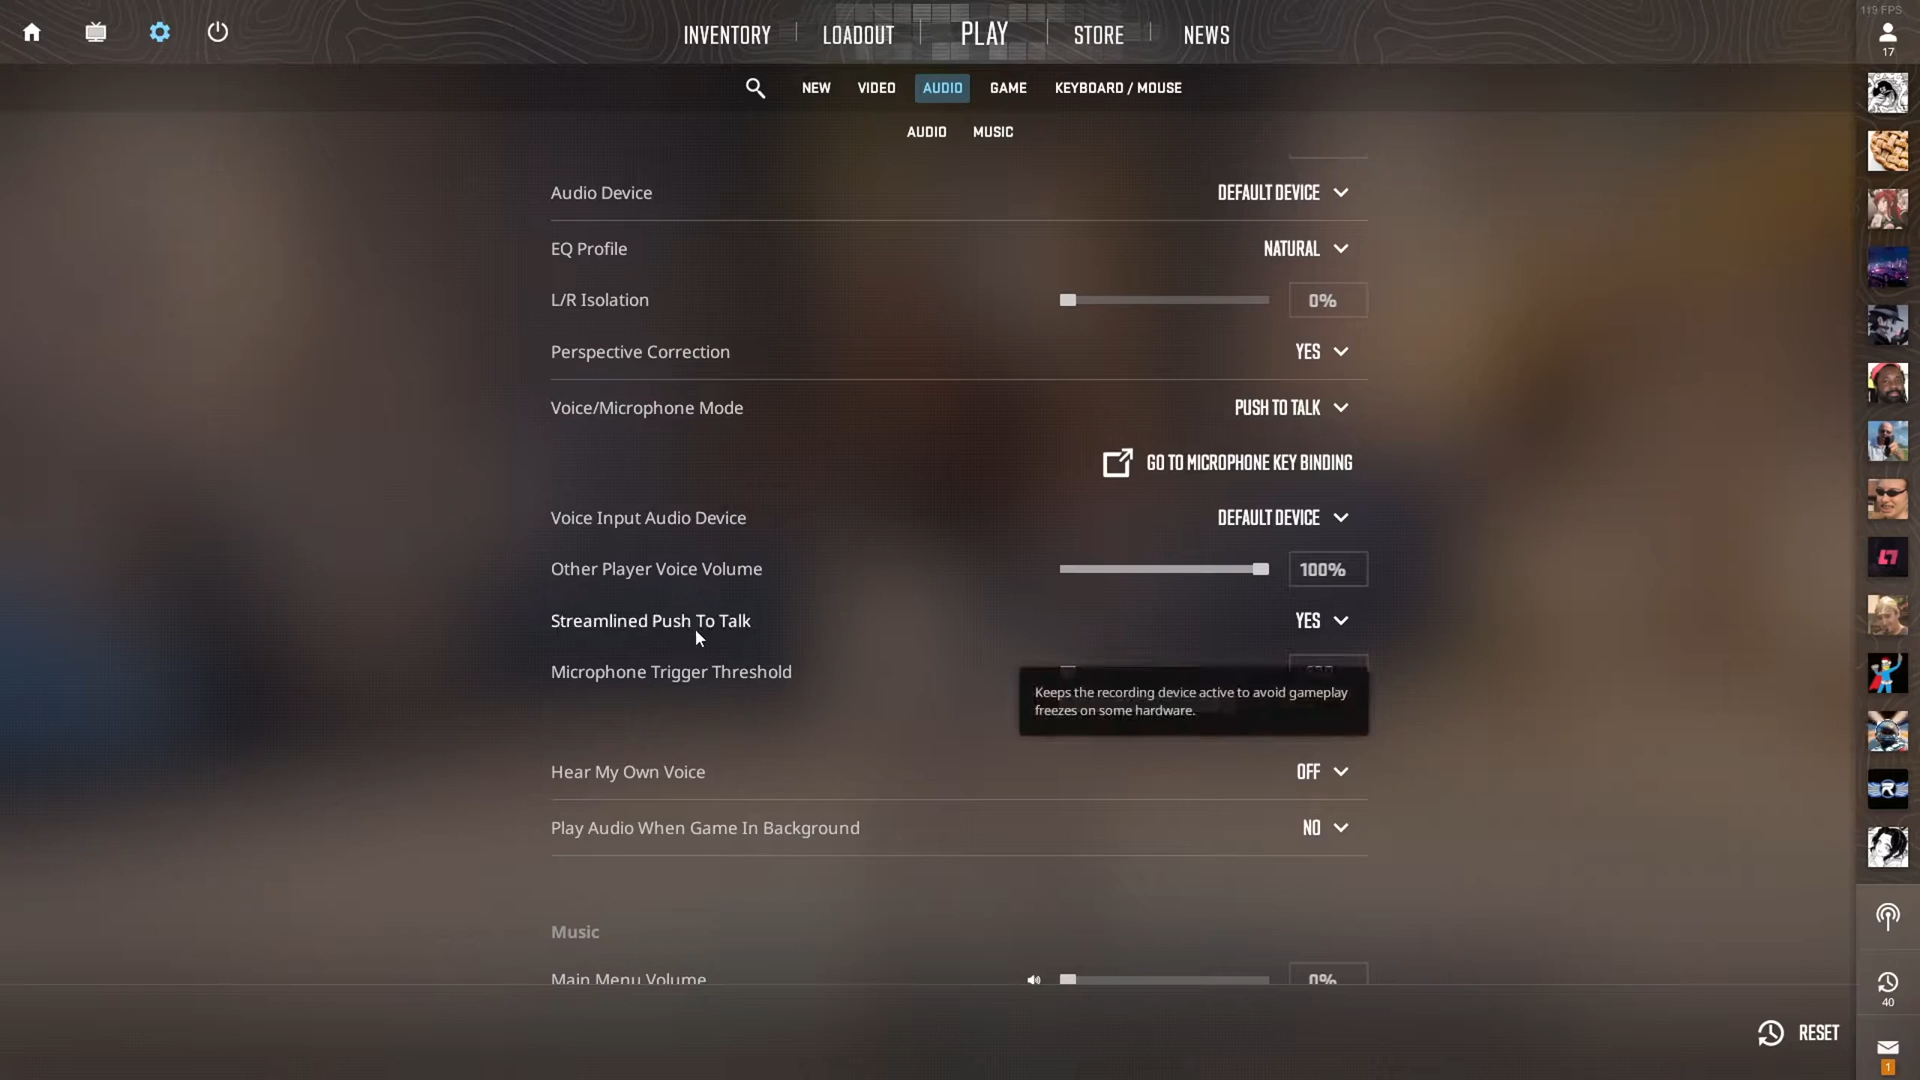 119 FPS
INVENTORY
LOADOUT
PLAY
STORE
NEWS
17
NEW
VIDEO
AUDIO
GAME
KEYBOARD / MOUSE
AUDIO
MUSIC
Audio Device
DEFAULT DEVICE
EQ Profile
NATURAL
L/R Isolation
0%
Perspective Correction
YES
Voice/Microphone Mode
PUSH TO TALK
GO TO MICROPHONE KEY BINDING
Voice Input Audio Device
DEFAULT DEVICE
Other Player Voice Volume
100%
Streamlined Push To Talk
YES
Microphone Trigger Threshold
Keeps the recording device active to avoid gameplay
freezes on some hardware.
Hear My Own Voice
OFF
Play Audio When Game In Background
NO
Music
Main Menu Volume
0%
40
RESET
1